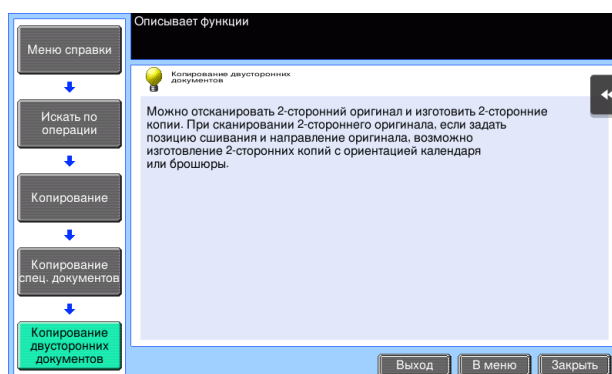 Описывает функции
Меню справки
Искать по
операции
Копирование
Копирование
спец. документов
Копирование
двусторонних
документов
Копирование двусторонних
документов
Можно отсканировать 2-сторонний оригинал и изготовить 2-сторонние
копии. При сканировании 2-стороннего оригинала, если задать
позицию сшивания и направление оригинала, возможно
изготовление 2-сторонних копий с ориентацией календаря
или брошюры.
Выход
В меню
Закрыть